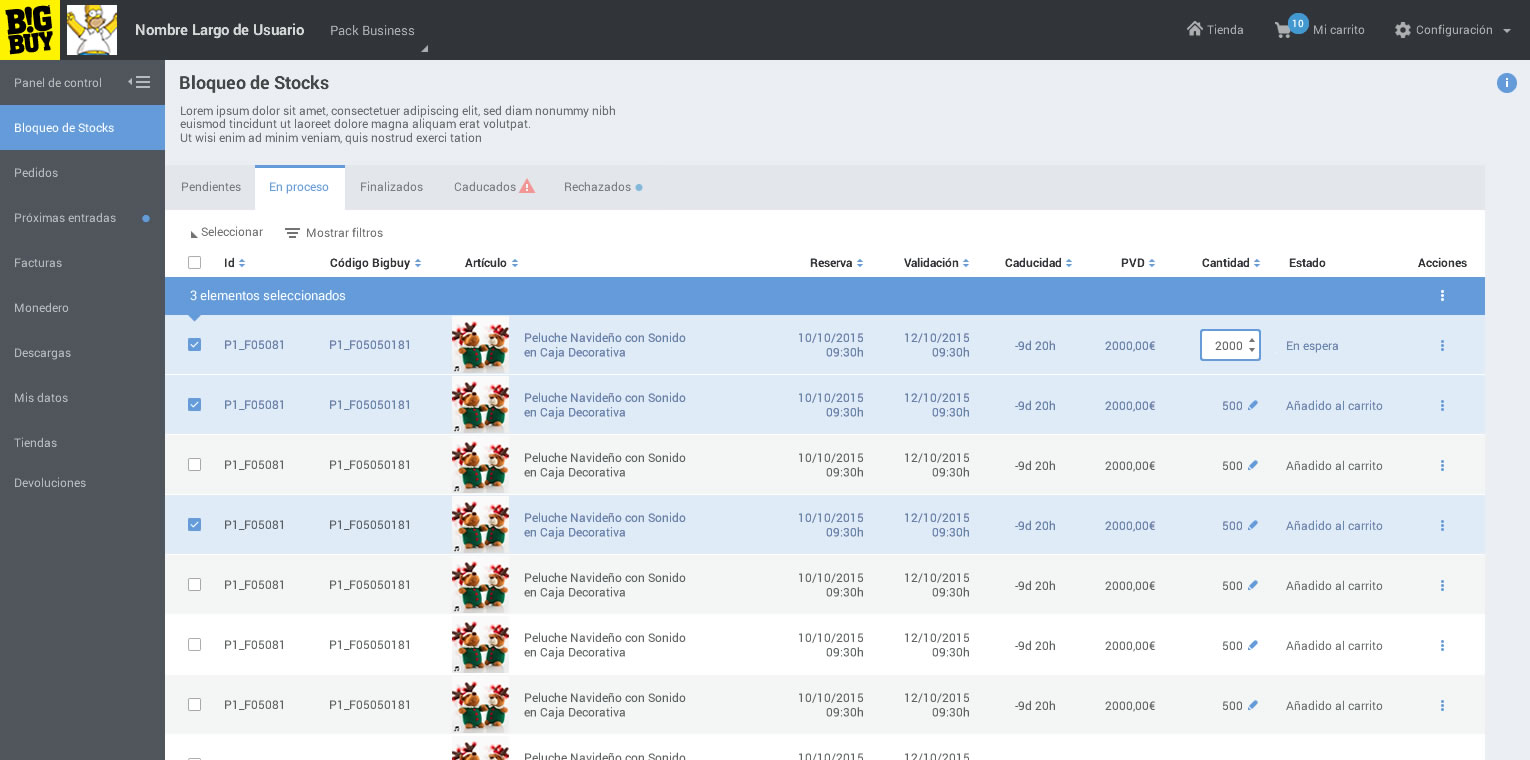 B!G
BUY
Nombre Largo de Usuario
Pack Business
Tienda
10
Mi carrito
Configuración
Panel de control
Bloqueo de Stocks
Pedidos
Próximas entradas
Facturas
Monedero
Descargas
Mis datos
Tiendas
Devoluciones
Bloqueo de Stocks
i
Lorem ipsum dolor sit amet, consectetuer adipiscing elit, sed diam nonummy nibh
euismod tincidunt ut laoreet dolore magna aliquam erat volutpat.
Ut wisi enim ad minim veniam, quis nostrud exerci tation
Pendientes En proceso Finalizados Caducados Rechazados
Seleccionar Mostrar filtros
Id Código Bigbuy Artículo Reserva Validación Caducidad PVD Cantidad Estado Acciones
3 elementos seleccionados
P1_F05081 P1_F05050181 Peluche Navideño con Sonido 10/10/2015 12/10/2015 -9d 20h 2000,00€ 2000 En espera
en Caja Decorativa 09:30h 09:30h
P1_F05081 P1_F05050181 Peluche Navideño con Sonido 10/10/2015 12/10/2015 -9d 20h 2000,00€ 500 Añadido al carrito
en Caja Decorativa 09:30h 09:30h
P1_F05081 P1_F05050181 Peluche Navideño con Sonido 10/10/2015 12/10/2015 -9d 20h 2000,00€ 500 Añadido al carrito
en Caja Decorativa 09:30h 09:30h
P1_F05081 P1_F05050181 Peluche Navideño con Sonido 10/10/2015 12/10/2015 -9d 20h 2000,00€ 500 Añadido al carrito
en Caja Decorativa 09:30h 09:30h
P1_F05081 P1_F05050181 Peluche Navideño con Sonido 10/10/2015 12/10/2015 -9d 20h 2000,00€ 500 Añadido al carrito
en Caja Decorativa 09:30h 09:30h
P1_F05081 P1_F05050181 Peluche Navideño con Sonido 10/10/2015 12/10/2015 -9d 20h 2000,00€ 500 Añadido al carrito
en Caja Decorativa 09:30h 09:30h
P1_F05081 P1_F05050181 Peluche Navideño con Sonido 10/10/2015 12/10/2015 -9d 20h 2000,00€ 500 Añadido al carrito
en Caja Decorativa 09:30h 09:30h
Peluche Navideño con Sonido 10/10/2015 12/10/2015